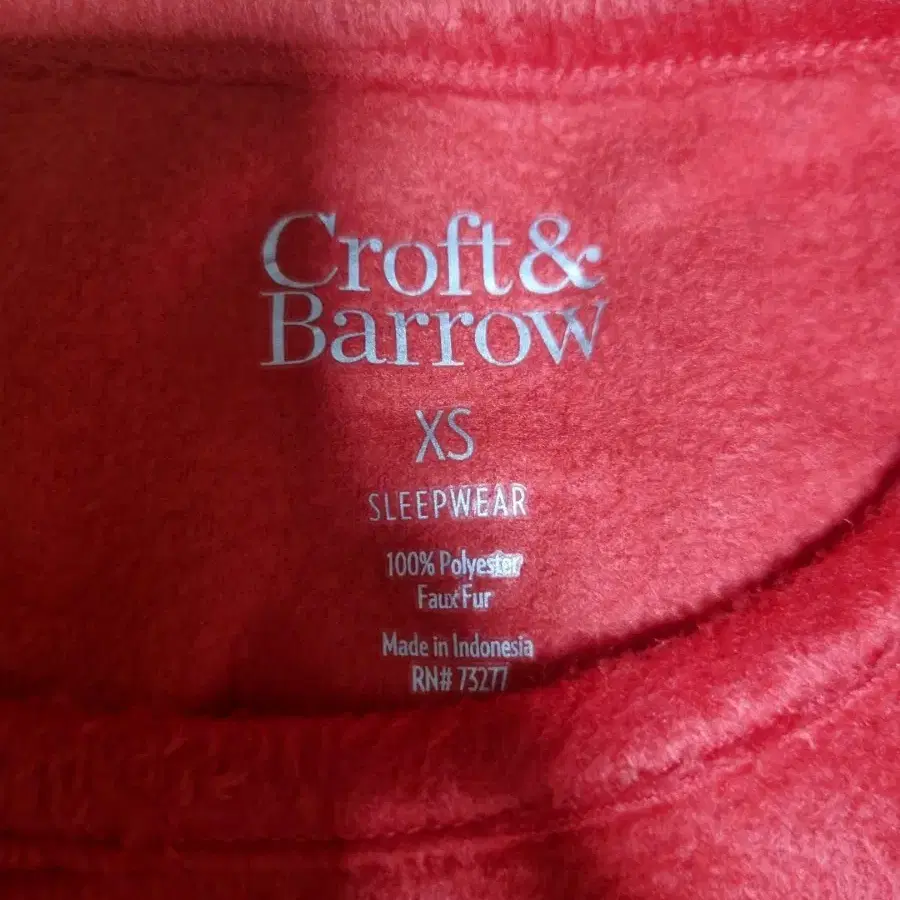 Croft &
Barrow
XS
SLEEPWEAR
100% Polyester
Faux Fur
Made in Indonesia
RN# 73277